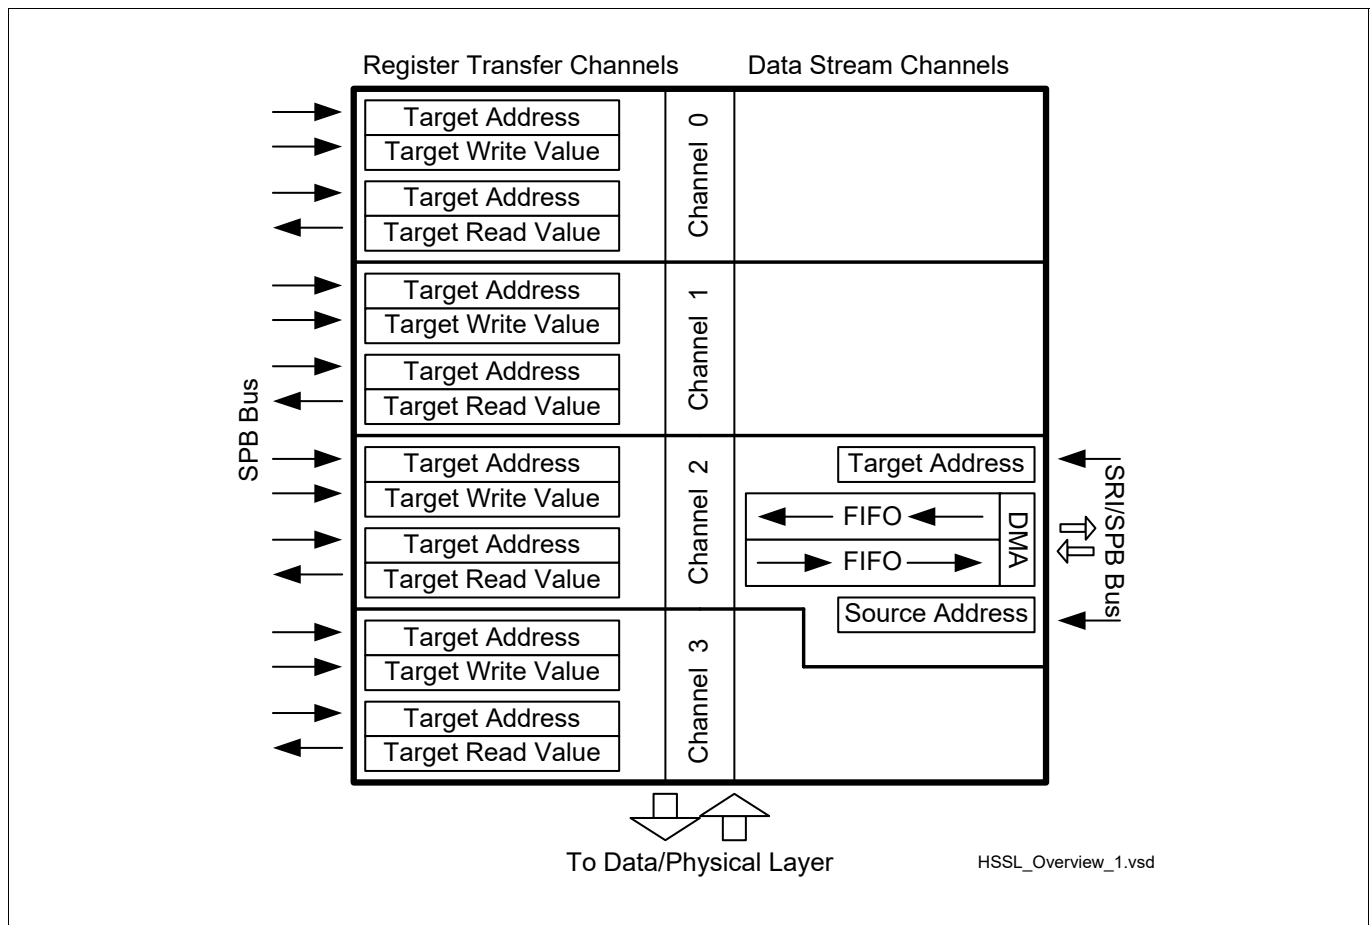 Register Transfer Channels
Data Stream Channels
Target Address
Target Write Value
Target Address
Target Read Value
Channel 0
Target Address
Target Write Value
Target Address
Target Read Value
Channel 1
SPB Bus
Target Address
Target Write Value
Target Address
Target Read Value
Channel 2
Target Address
FIFO
FIFO
DMA
Source Address
SRI/SPB Bus
Target Address
Target Write Value
Target Address
Target Read Value
Channel 3
To Data/Physical Layer
HSSL_Overview_1.vsd